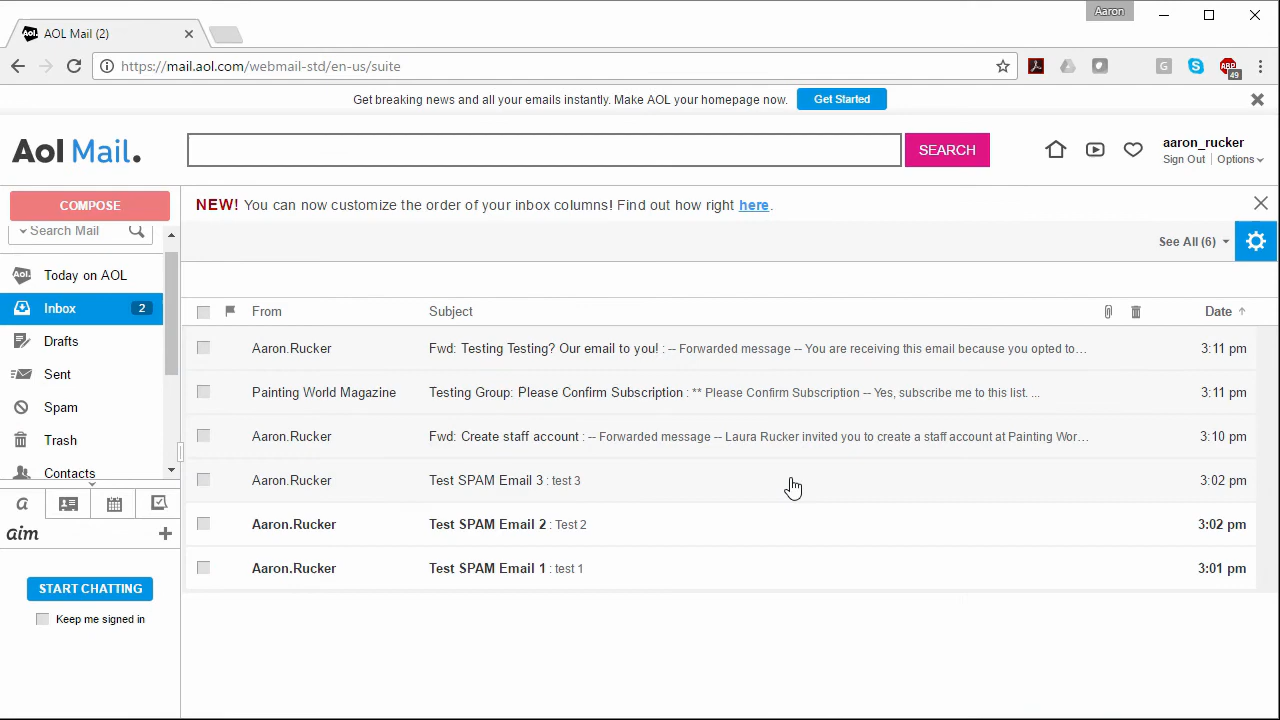 Aaron
Aol. AOL Mail (2)
https://mail.aol.com/webmail-std/en-us/suite
G
ABP
49
Get breaking news and all your emails instantly. Make AOL your homepage now. Get Started
Aol Mail.
SEARCH
aaron_rucker
Sign Out Options
COMPOSE
NEW! You can now customize the order of your inbox columns! Find out how right here.
Search Mail
See All (6)
Aol. Today on AOL
Inbox 2
Drafts
Sent
Spam
Trash
Contacts
From Subject Date
Aaron.Rucker Fwd: Testing Testing? Our email to you! : -- Forwarded message -- You are receiving this email because you opted to... 3:11 pm
Painting World Magazine Testing Group: Please Confirm Subscription : ** Please Confirm Subscription -- Yes, subscribe me to this list. ... 3:11 pm
Aaron.Rucker Fwd: Create staff account : -- Forwarded message -- Laura Rucker invited you to create a staff account at Painting Wor... 3:10 pm
Aaron.Rucker Test SPAM Email 3 : test 3 3:02 pm
Aaron.Rucker Test SPAM Email 2 : Test 2 3:02 pm
Aaron.Rucker Test SPAM Email 1 : test 1 3:01 pm
a
aim
START CHATTING
Keep me signed in